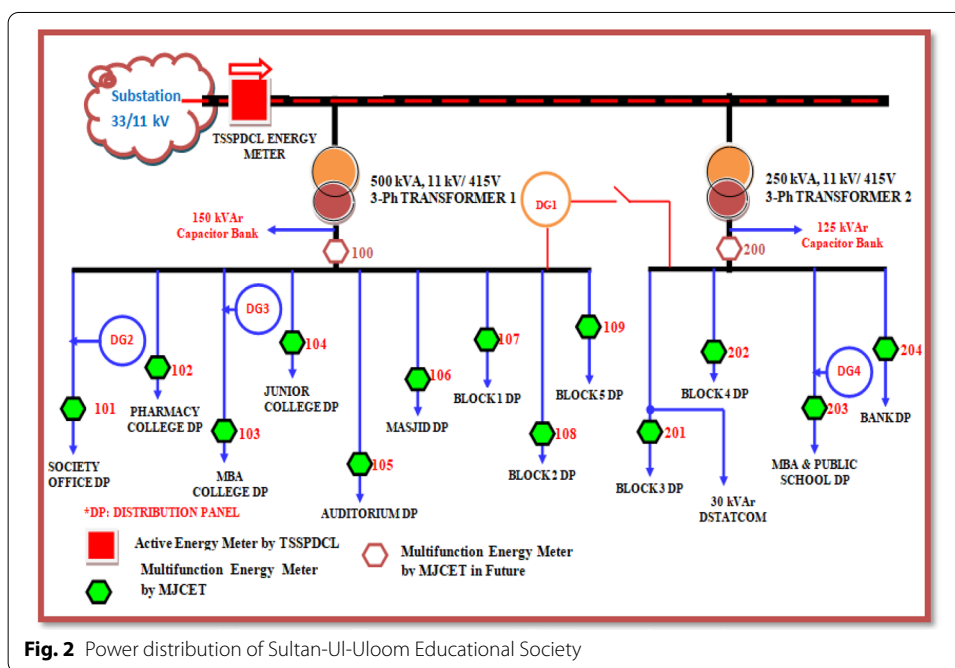 Substation
33/11 kV
TSSPDCL ENERGY
METER
500 kVA, 11 kV/ 415V
3-Ph TRANSFORMER 1
DG1
250 kVA, 11 kV/ 415V
3-Ph TRANSFORMER 2
150 kVAr
Capacitor Bank
100
125 kVAr
Capacitor Bank
200
DG2
DG3
DG4
101
102
103
104
105
106
107
108
109
201
202
203
204
SOCIETY
OFFICE DP
PHARMACY
COLLEGE DP
MBA
COLLEGE DP
JUNIOR
COLLEGE DP
AUDITORIUM DP
MASJID DP
BLOCK 1 DP
BLOCK 2 DP
BLOCK 5 DP
BLOCK 3 DP
30 kVAr
DSTATCOM
BLOCK 4 DP
MBA & PUBLIC
SCHOOL DP
BANK DP
*DP: DISTRIBUTION PANEL
Active Energy Meter by TSSPDCL
Multifunction Energy Meter
by MJCET
Multifunction Energy Meter
by MJCET in Future
Fig. 2 Power distribution of Sultan-Ul-Uloom Educational Society